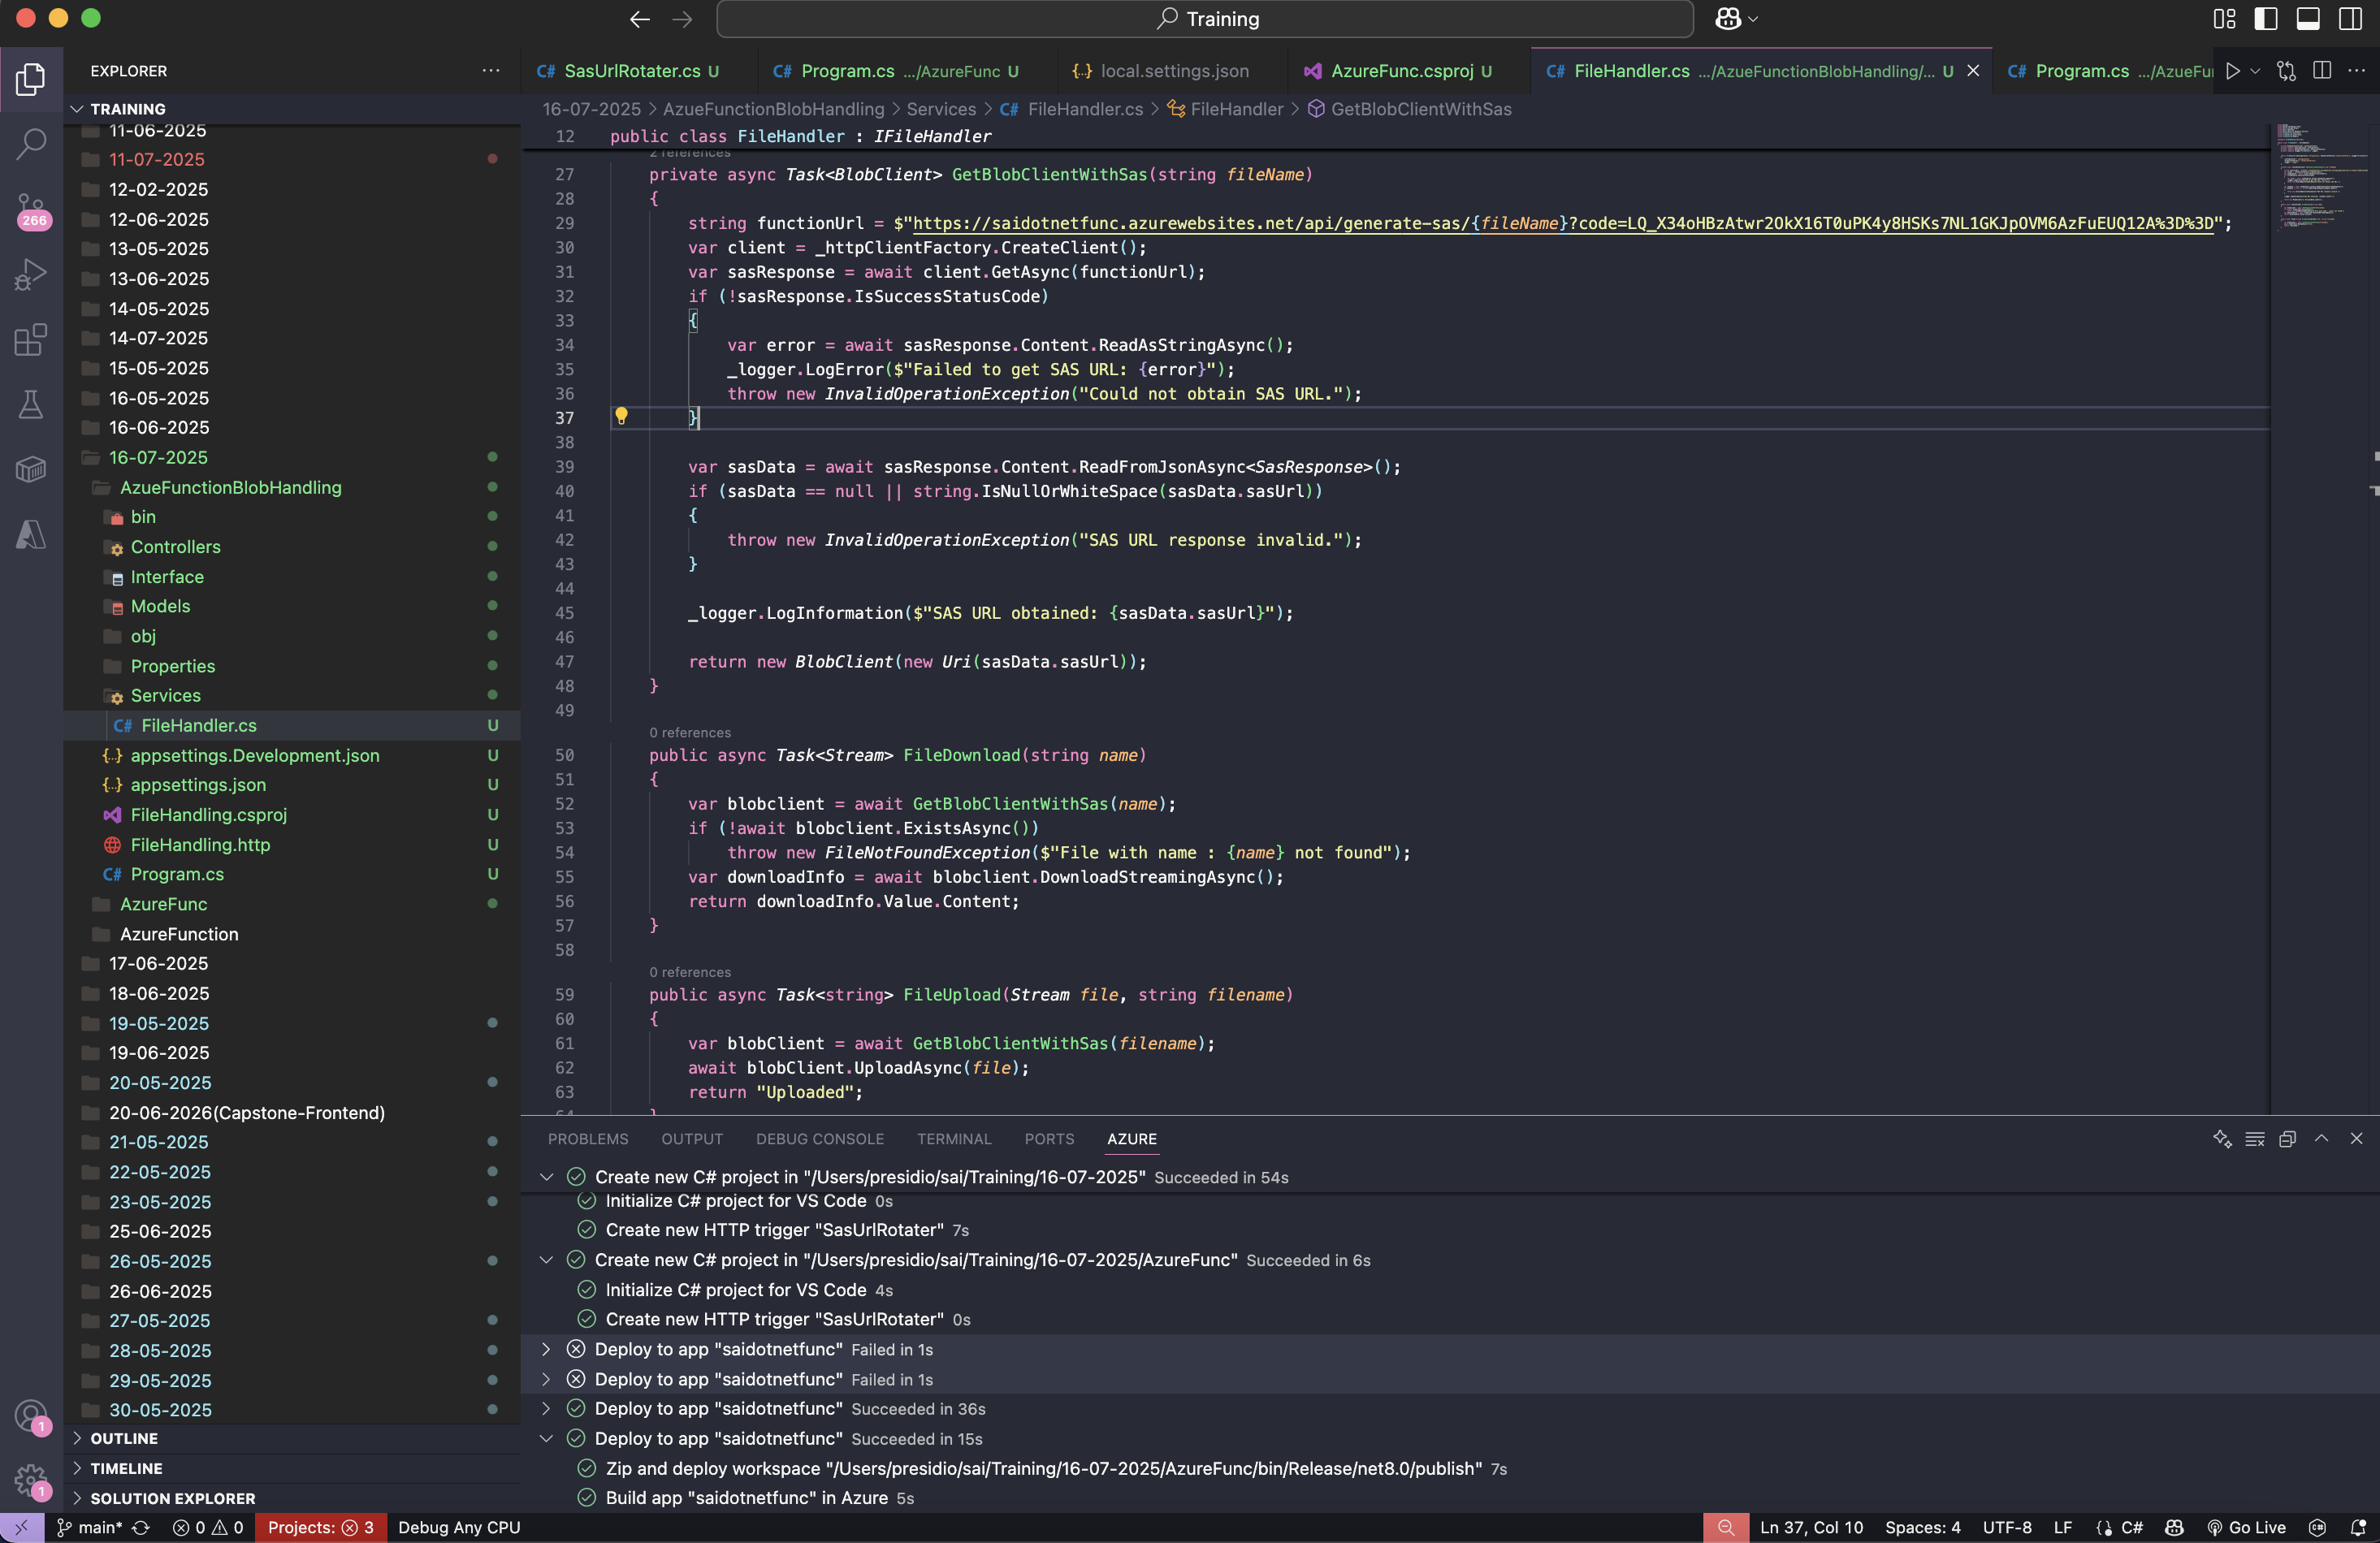 Training
EXPLORER
SasUrlRotater.cs U
Program.cs .../AzureFunc U
local.settings.json
AzureFunc.csproj U
FileHandler.cs .../AzueFunctionBlobHandling/... U
Program.cs .../AzueFu
TRAINING
11-06-2025
11-07-2025
12-02-2025
12-06-2025
13-05-2025
13-06-2025
14-05-2025
14-07-2025
15-05-2025
16-05-2025
16-06-2025
16-07-2025
AzueFunctionBlobHandling
bin
Controllers
Interface
Models
obj
Properties
Services
C# FileHandler.cs U
{..} appsettings.Development.json U
{..} appsettings.json U
FileHandling.csproj U
FileHandling.http U
C# Program.cs U
AzureFunc
AzureFunction
17-06-2025
18-06-2025
19-05-2025
19-06-2025
20-05-2025
20-06-2026(Capstone-Frontend)
21-05-2025
22-05-2025
23-05-2025
25-06-2025
26-05-2025
26-06-2025
27-05-2025
28-05-2025
29-05-2025
30-05-2025
OUTLINE
TIMELINE
SOLUTION EXPLORER
266
1
1
16-07-2025 > AzueFunctionBlobHandling > Services > C# FileHandler.cs > FileHandler > GetBlobClientWithSas
12 public class FileHandler : IFileHandler
2 references
27 private async Task<BlobClient> GetBlobClientWithSas(string fileName)
28 {
29 string functionUrl = $"https://saidotnetfunc.azurewebsites.net/api/generate-sas/{fileName}?code=LQ_X34oHBzAtwr2OkX16T0uPK4y8HSKs7NL1GKJpOVM6AzFuEUQ12A%3D%3D";
30 var client = _httpClientFactory.CreateClient();
31 var sasResponse = await client.GetAsync(functionUrl);
32 if (!sasResponse.IsSuccessStatusCode)
33 {
34 var error = await sasResponse.Content.ReadAsStringAsync();
35 _logger.LogError($"Failed to get SAS URL: {error}");
36 throw new InvalidOperationException("Could not obtain SAS URL.");
37 }
38
39 var sasData = await sasResponse.Content.ReadFromJsonAsync<SasResponse>();
40 if (sasData == null || string.IsNullOrWhiteSpace(sasData.sasUrl))
41 {
42 throw new InvalidOperationException("SAS URL response invalid.");
43 }
44
45 _logger.LogInformation($"SAS URL obtained: {sasData.sasUrl}");
46
47 return new BlobClient(new Uri(sasData.sasUrl));
48 }
49
0 references
50 public async Task<Stream> FileDownload(string name)
51 {
52 var blobclient = await GetBlobClientWithSas(name);
53 if (!await blobclient.ExistsAsync())
54 throw new FileNotFoundException($"File with name : {name} not found");
55 var downloadInfo = await blobclient.DownloadStreamingAsync();
56 return downloadInfo.Value.Content;
57 }
58
0 references
59 public async Task<string> FileUpload(Stream file, string filename)
60 {
61 var blobClient = await GetBlobClientWithSas(filename);
62 await blobClient.UploadAsync(file);
63 return "Uploaded";
64 }
PROBLEMS OUTPUT DEBUG CONSOLE TERMINAL PORTS AZURE
Create new C# project in "/Users/presidio/sai/Training/16-07-2025" Succeeded in 54s
Initialize C# project for VS Code 0s
Create new HTTP trigger "SasUrlRotater" 7s
Create new C# project in "/Users/presidio/sai/Training/16-07-2025/AzureFunc" Succeeded in 6s
Initialize C# project for VS Code 4s
Create new HTTP trigger "SasUrlRotater" 0s
Deploy to app "saidotnetfunc" Failed in 1s
Deploy to app "saidotnetfunc" Failed in 1s
Deploy to app "saidotnetfunc" Succeeded in 36s
Deploy to app "saidotnetfunc" Succeeded in 15s
Zip and deploy workspace "/Users/presidio/sai/Training/16-07-2025/AzureFunc/bin/Release/net8.0/publish" 7s
Build app "saidotnetfunc" in Azure 5s
main* 0 0 Projects: 3 Debug Any CPU Ln 37, Col 10 Spaces: 4 UTF-8 LF C# Go Live